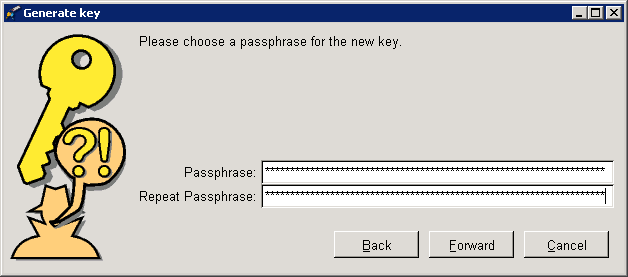 Generate key
Please choose a passphrase for the new key.
?!
Passphrase: ********************************************************************
Repeat Passphrase: ********************************************************************
Back Forward Cancel